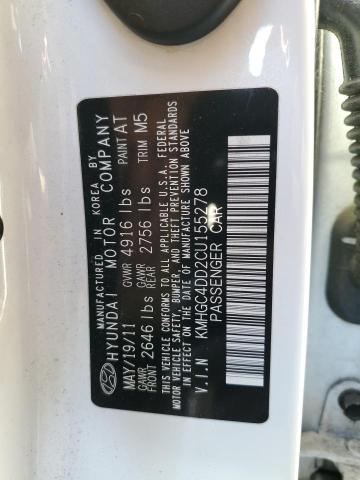 MANUFACTURED IN KOREA BY
HYUNDAI MOTOR COMPANY
MAY/19/11 GVWR 4916 lbs PAINT AT
GAWR FRONT 2646 lbs GAWR REAR 2756 lbs TRIM M5
THIS VEHICLE CONFORMS TO ALL APPLICABLE U.S.A. FEDERAL
MOTOR VEHICLE SAFETY, BUMPER, AND THEFT PREVENTION STANDARDS
IN EFFECT ON THE DATE OF MANUFACTURE SHOWN ABOVE
V.I.N KMHGC4DD2CU155278
PASSENGER CAR